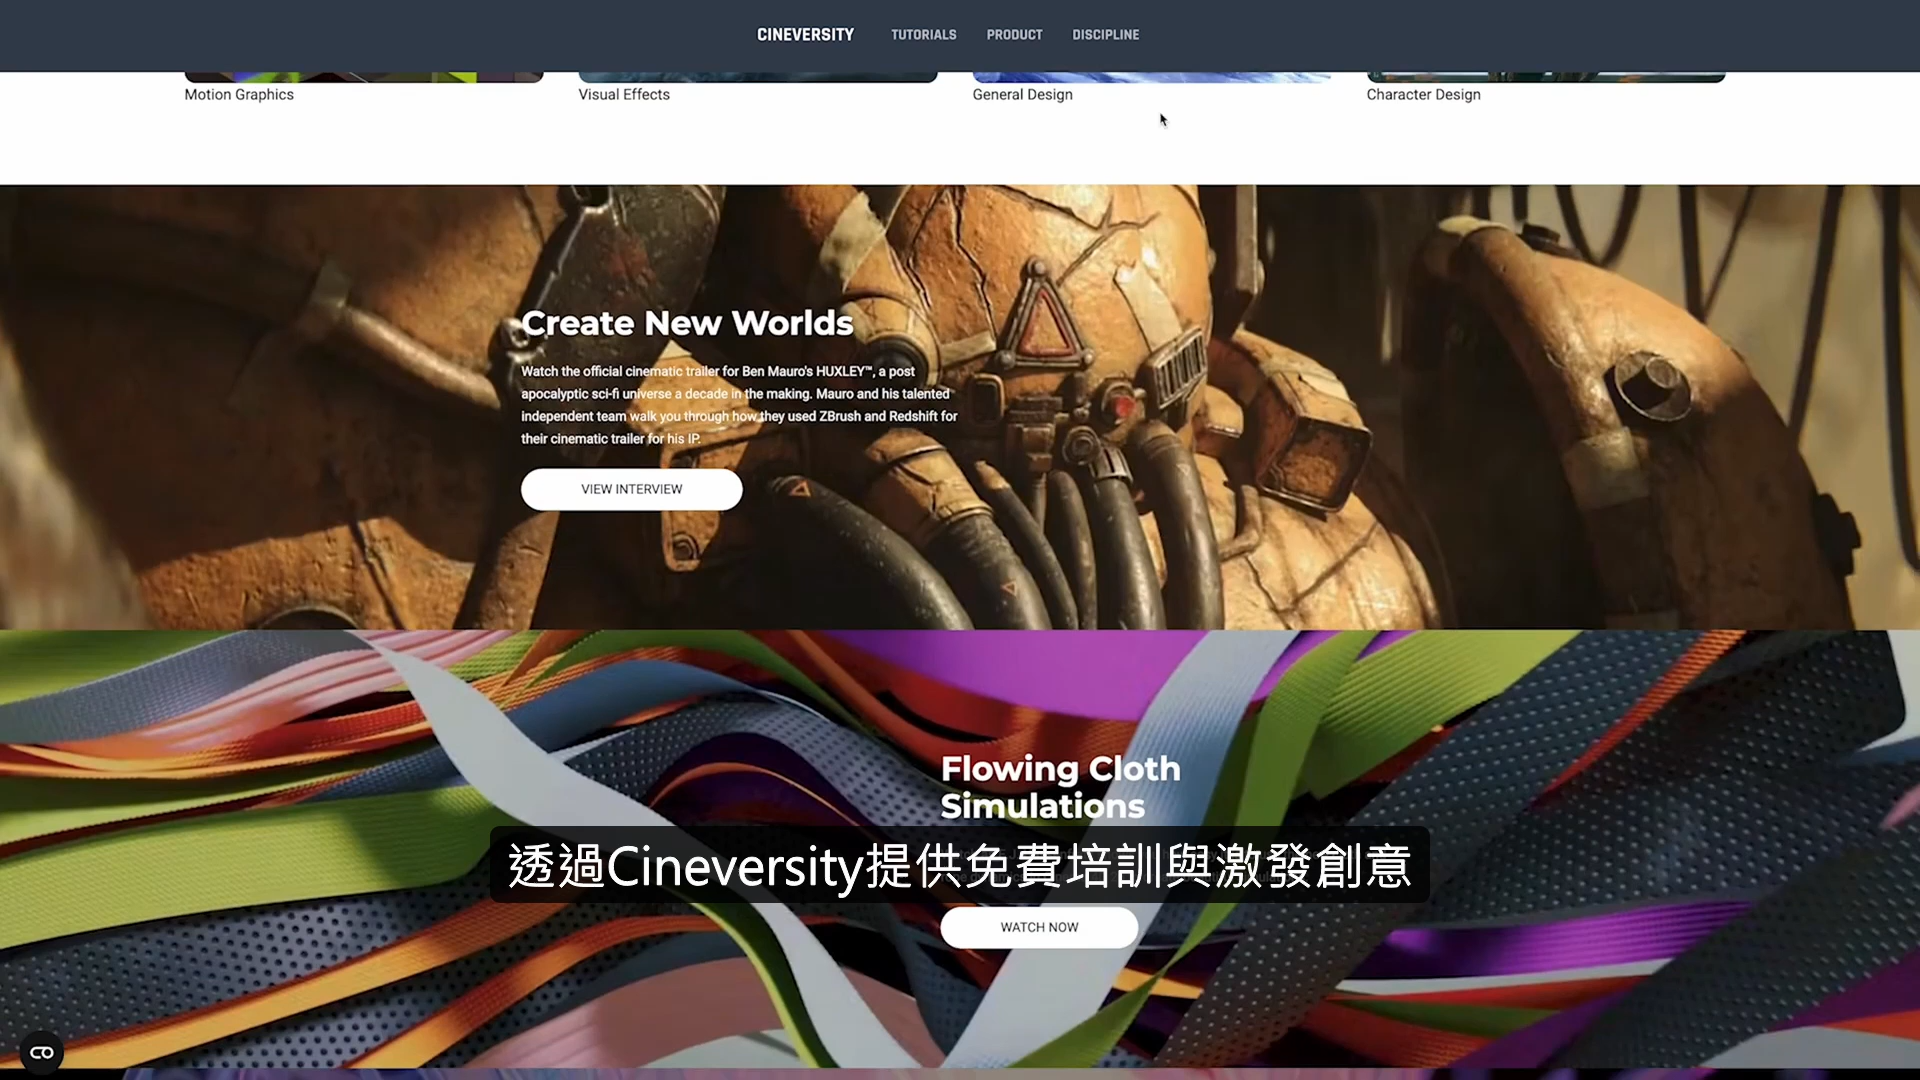 CINEVERSITY TUTORIALS PRODUCT DISCIPLINE
Motion Graphics Visual Effects General Design Character Design
Create New Worlds
Watch the official cinematic trailer for Ben Mauro's HUXLEY™, a post
apocalyptic sci-fi universe a decade in the making. Mauro and his talented
independent team walk you through how they used ZBrush and Redshift for
their cinematic trailer for his IP.
VIEW INTERVIEW
Flowing Cloth
Simulations
透過Cineversity提供免費培訓與激發創意
WATCH NOW